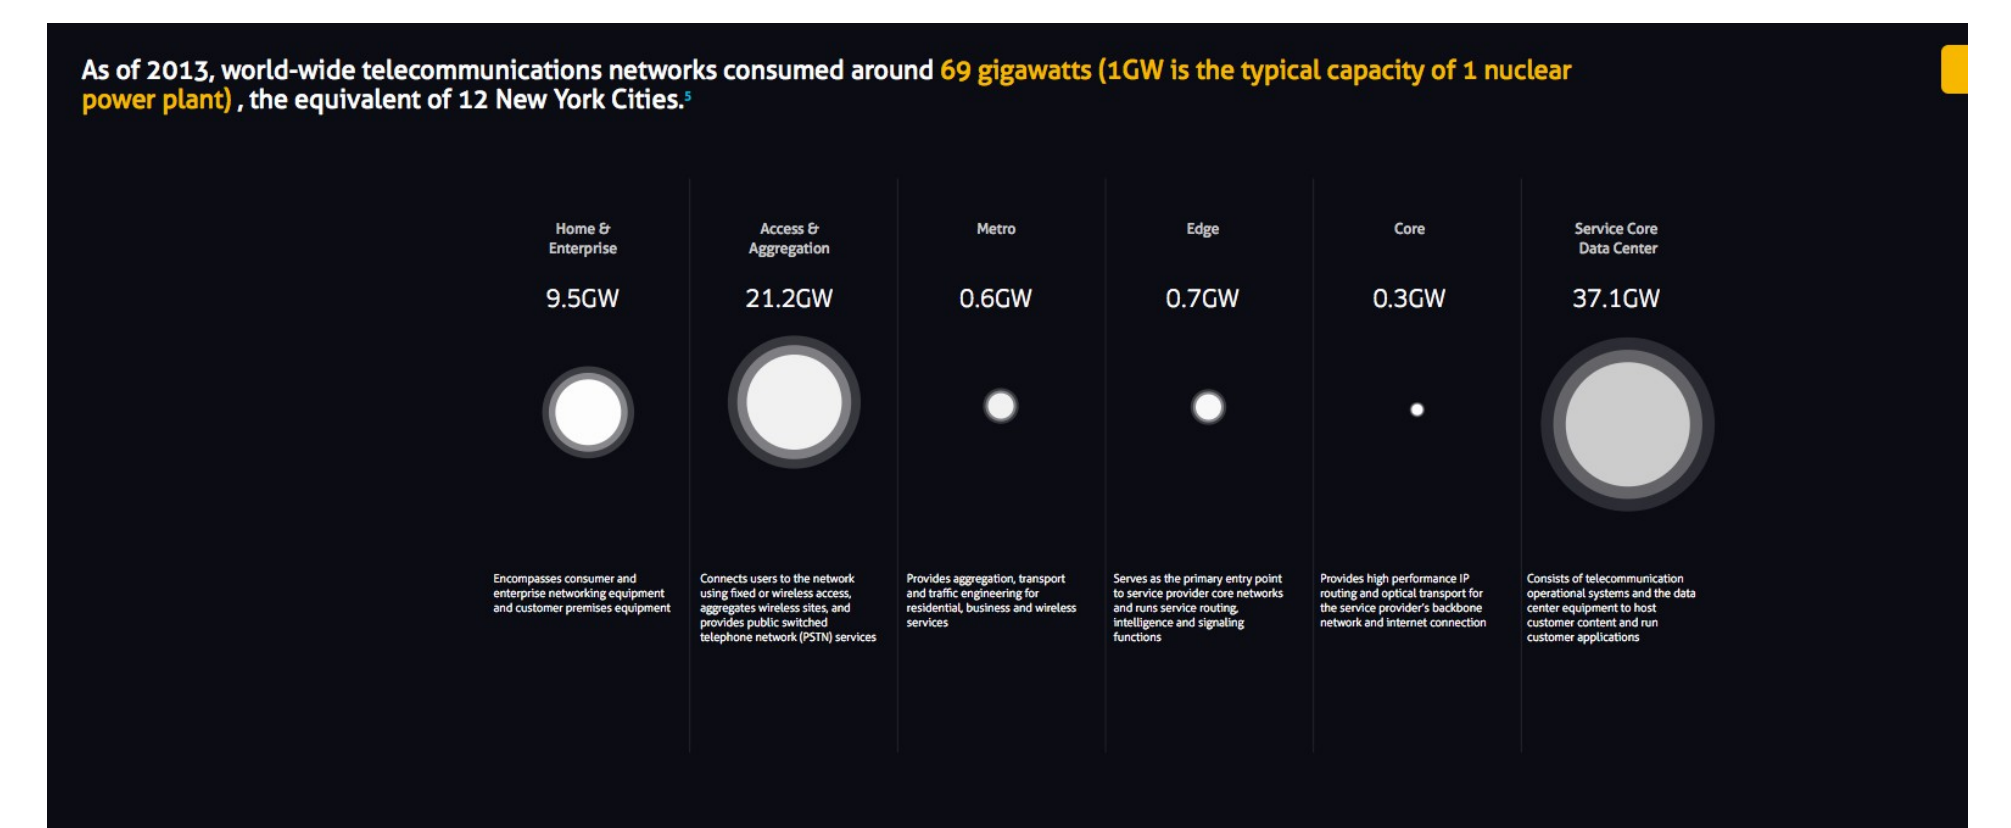 As of 2013, world-wide telecommunications networks consumed around 69 gigawatts (1GW is the typical capacity of 1 nuclear
power plant) , the equivalent of 12 New York Cities.5
Home &
Enterprise
9.5GW
Encompasses consumer and
enterprise networking equipment
and customer premises equipment
Access &
Aggregation
21.2GW
Connects users to the network
using fixed or wireless access,
aggregates wireless sites, and
provides public switched
telephone network (PSTN) services
Metro
0.6GW
Provides aggregation, transport
and traffic engineering for
residential, business and wireless
services
Edge
0.7GW
Serves as the primary entry point
to service provider core networks
and runs service routing,
intelligence and signaling
functions
Core
0.3GW
Provides high performance IP
routing and optical transport for
the service provider's backbone
network and internet connection
Service Core
Data Center
37.1GW
Consists of telecommunication
operational systems and the data
center equipment to host
customer content and run
customer applications